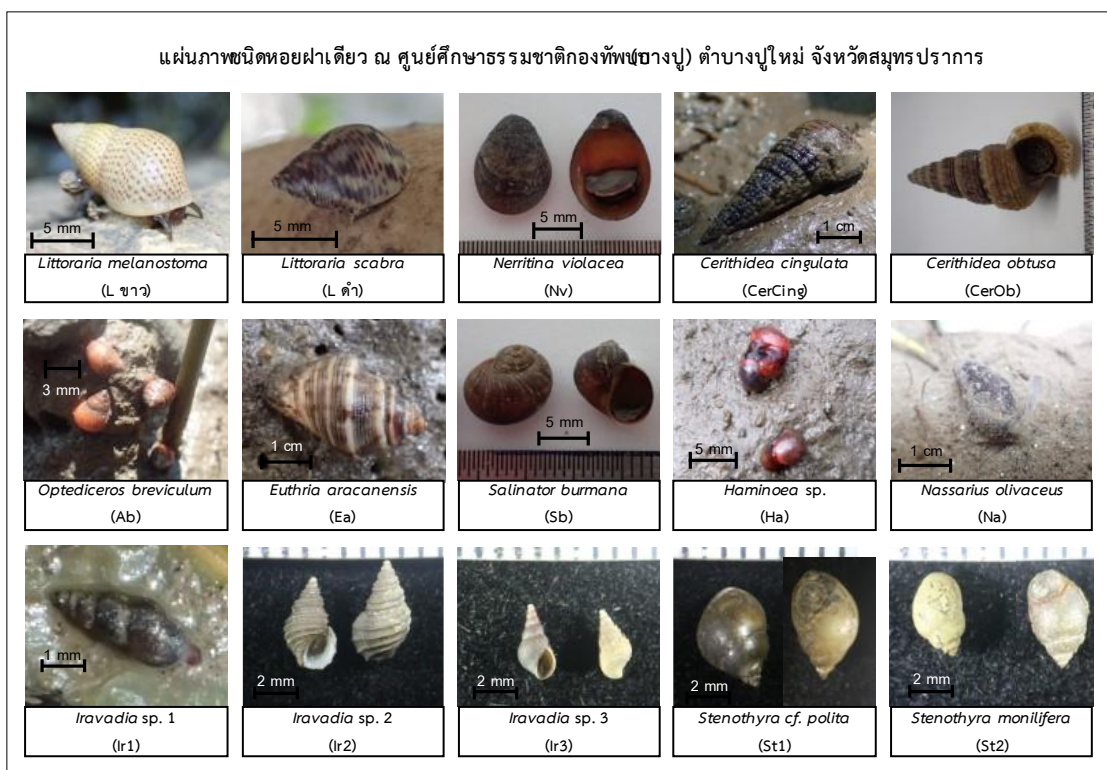 แผ่นภาพชนิดหอยฝาเดียว ณ ศูนย์ศึกษาธรรมชาติกองทัพบก (บางปู) ตำบางปูใหม่ จังหวัดสมุทรปราการ
5 mm
5 mm
5 mm
1 cm
Littoraria melanostoma
(L ขาว)
Littoraria scabra
(L ดำ)
Nerritina violacea
(Nv)
Cerithidea cingulata
(CerCing)
Cerithidea obtusa
(CerOb)
3 mm
1 cm
5 mm
5 mm
1 cm
Optediceros breviculum
(Ab)
Euthria aracanensis
(Ea)
Salinator burmana
(Sb)
Haminoea sp.
(Ha)
Nassarius olivaceus
(Na)
1 mm
2 mm
2 mm
2 mm
2 mm
Iravadia sp. 1
(Ir1)
Iravadia sp. 2
(Ir2)
Iravadia sp. 3
(Ir3)
Stenothyra cf. polita
(St1)
Stenothyra monilifera
(St2)